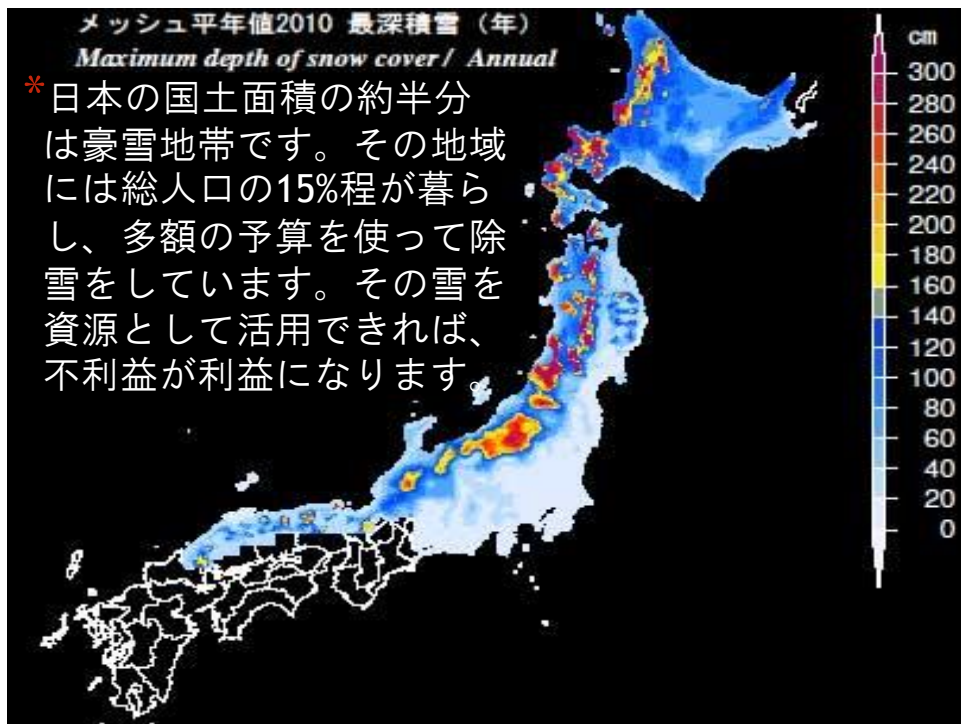 メッシュ平年値2010 最深積雪（年）
Maximum depth of snow cover / Annual
*日本の国土面積の約半分
は豪雪地帯です。その地域
には総人口の15%程が暮ら
し、多額の予算を使って除
雪をしています。その雪を
資源として活用できれば、
不利益が利益になります。
cm
300
280
260
240
220
200
180
160
140
120
100
80
60
40
20
0